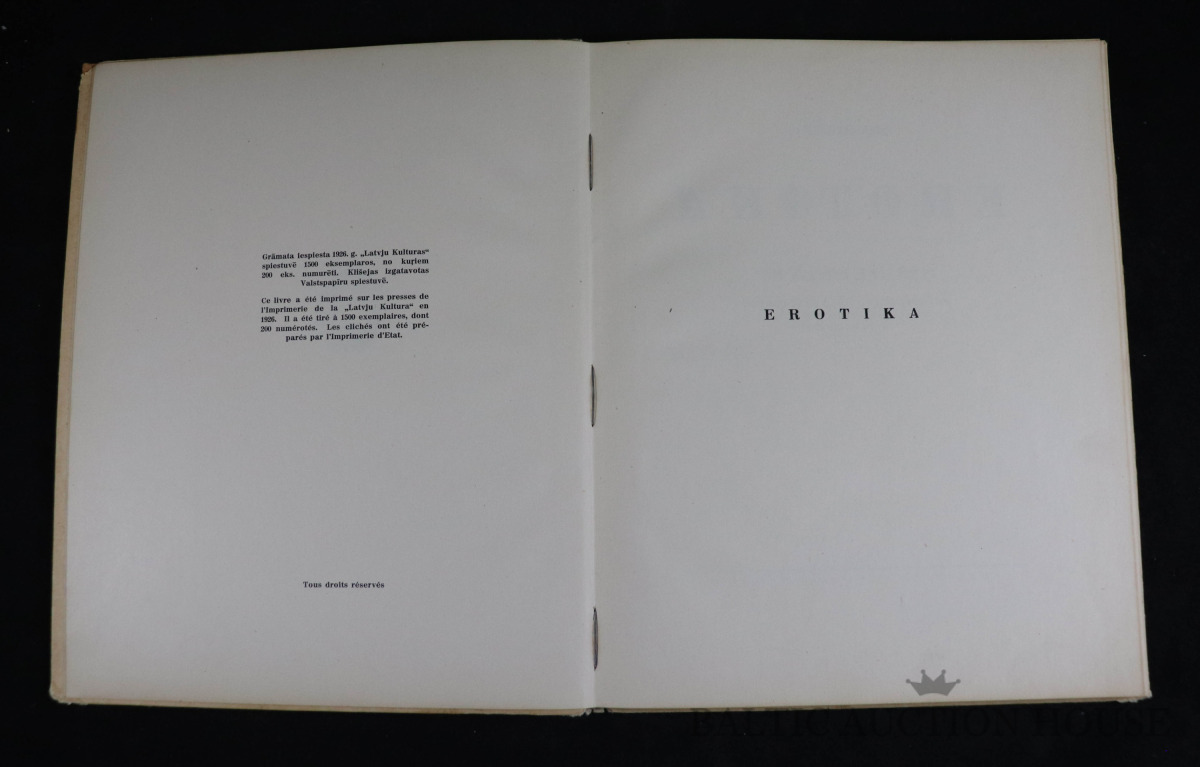 Grāmata iespiesta 1926. g. „Latvju Kulturas“
spiestuvē 1500 eksemplaros, no kuŗiem
200 eks. numurēti. Klišejas izgatavotas
Valstspapīru spiestuvē.
Ce livre a été imprimé sur les presses de
l'Imprimerie de la „Latvju Kultura“ en
1926. Il a été tiré à 1500 exemplaires, dont
200 numérotés. Les clichés ont été pré-
parés par l'Imprimerie d'Etat.
Tous droits réservés
EROTIKA
BALTIC AUCTION HOUSE